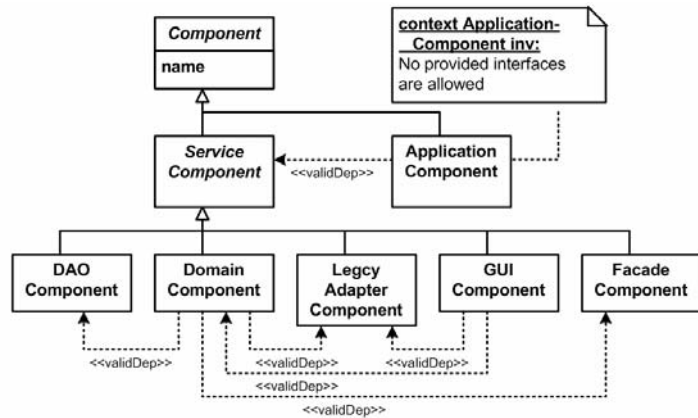 Component
name
context Application-
Component inv:
No provided interfaces
are allowed
Service
Component
<<validDep>>
Application
Component
DAO
Component
Domain
Component
Legcy
Adapter
Component
GUI
Component
Facade
Component
<<validDep>>
<<validDep>>
<<validDep>>
<<validDep>>
<<validDep>>